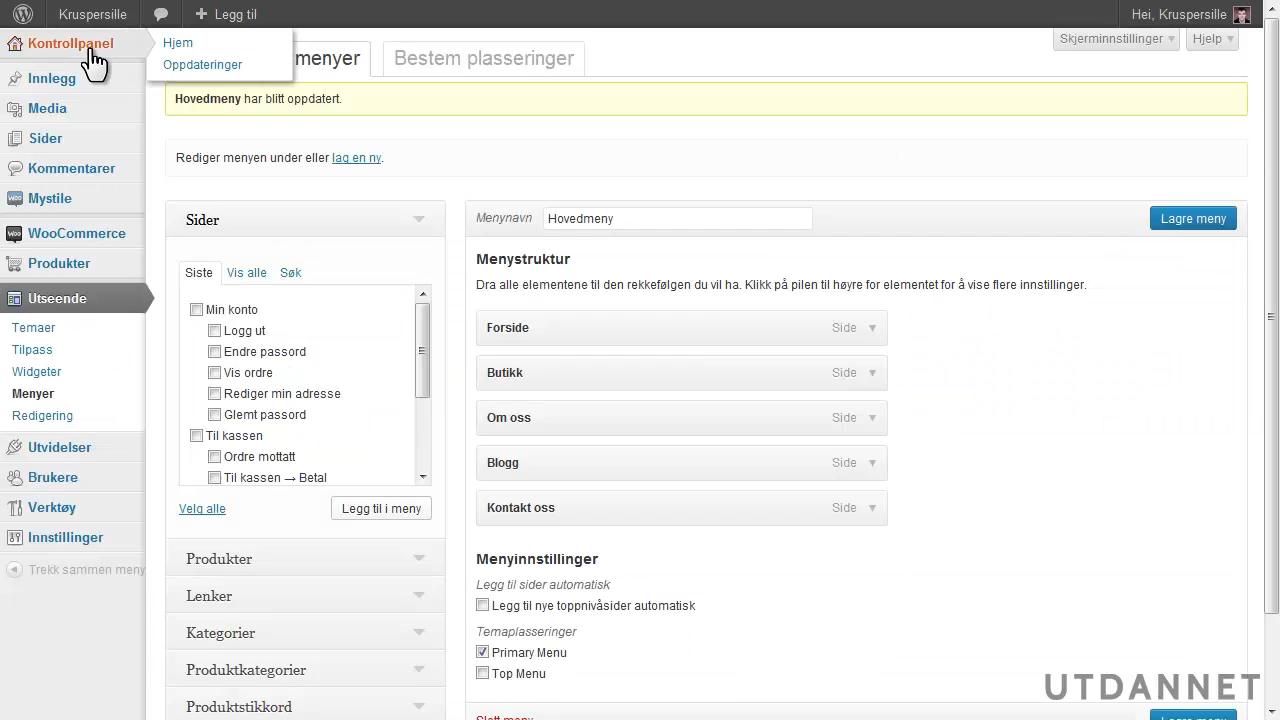 Kruspersille
Legg til
Hei, Kruspersille
Kontrollpanel
Hjem
Oppdateringer
menyer
Bestem plasseringer
Skjerminnstillinger
Hjelp
Innlegg
Media
Sider
Kommentarer
Mystile
WooCommerce
Produkter
Utseende
Temaer
Tilpass
Widgeter
Menyer
Redigering
Utvidelser
Brukere
Verktøy
Innstillinger
Trekk sammen meny
Hovedmeny har blitt oppdatert.
Rediger menyen under eller lag en ny.
Sider
Siste
Vis alle
Søk
Min konto
Logg ut
Endre passord
Vis ordre
Rediger min adresse
Glemt passord
Til kassen
Ordre mottatt
Til kassen → Betal
Velg alle
Legg til i meny
Produkter
Lenker
Kategorier
Produktkategorier
Produktstikkord
Menynavn
Hovedmeny
Lagre meny
Menystruktur
Dra alle elementene til den rekkefølgen du vil ha. Klikk på pilen til høyre for elementet for å vise flere innstillinger.
Forside Side
Butikk Side
Om oss Side
Blogg Side
Kontakt oss Side
Menyinnstillinger
Legg til sider automatisk
Legg til nye toppnivåsider automatisk
Temaplasseringer
Primary Menu
Top Menu
Slett meny
Lagre meny
UTDANNET